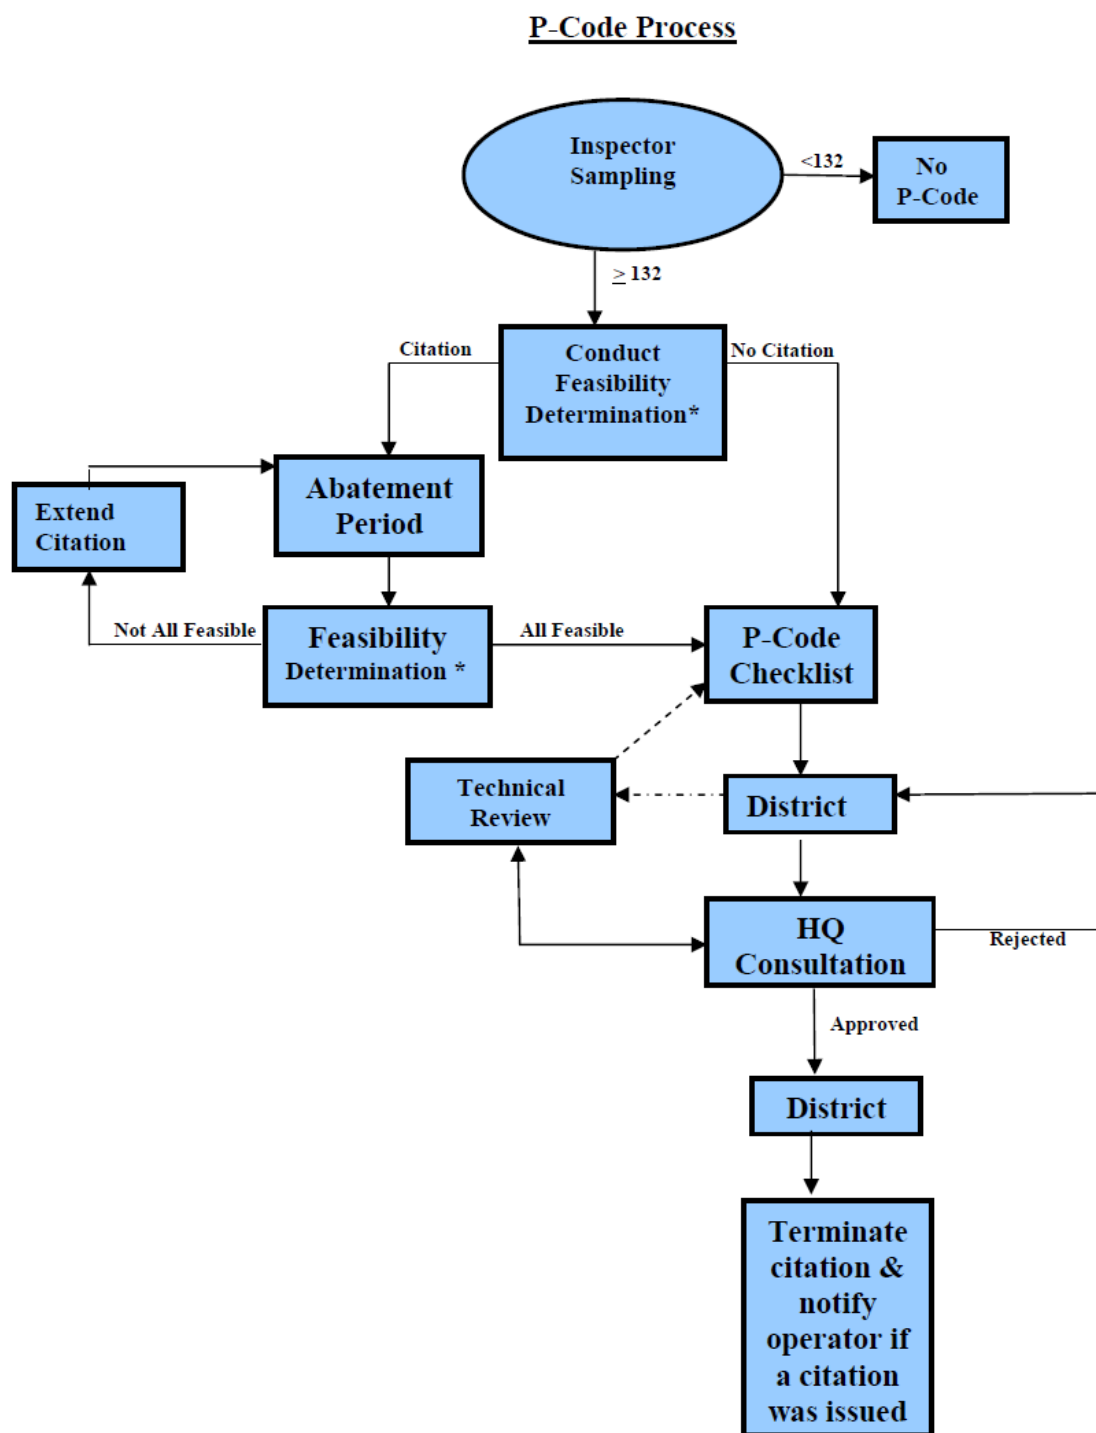 P-Code Process
Inspector
Sampling
<132
No
P-Code
≥ 132
Citation
Conduct
Feasibility
Determination*
No Citation
Extend
Citation
Abatement
Period
Not All Feasible
Feasibility
Determination *
All Feasible
P-Code
Checklist
Technical
Review
District
HQ
Consultation
Rejected
Approved
District
Terminate
citation &
notify
operator if
a citation
was issued